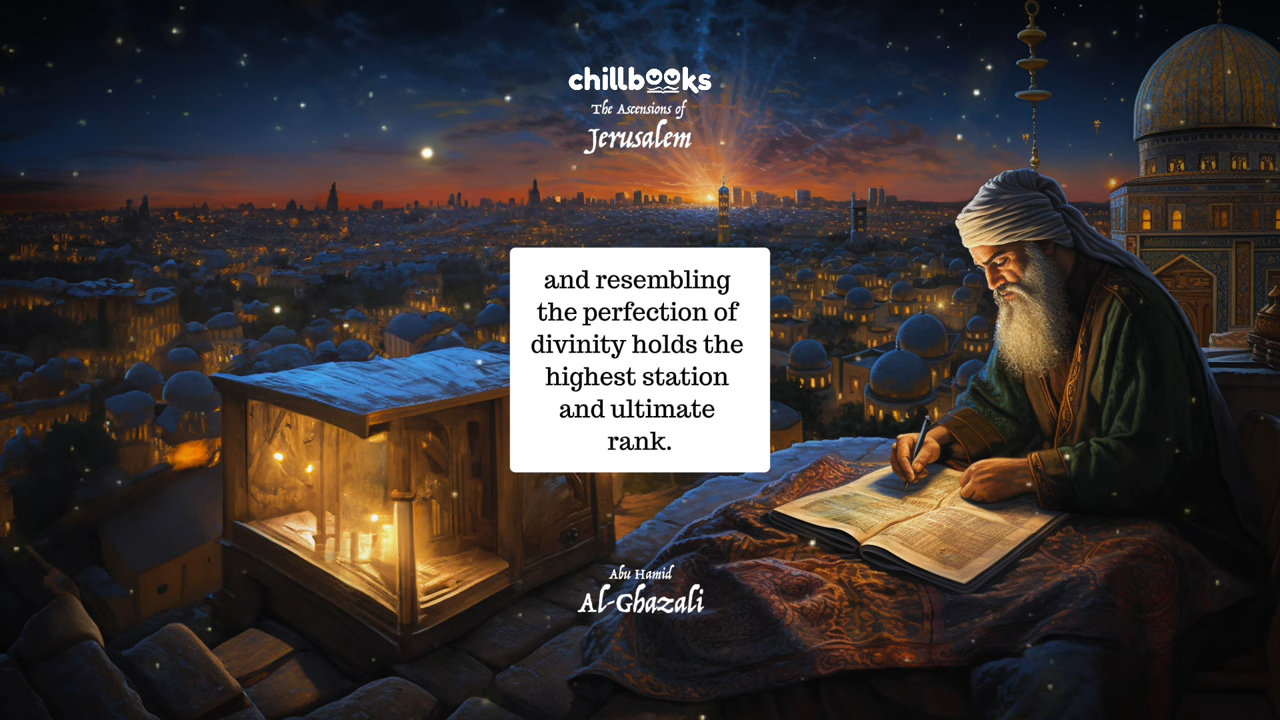 chillbooks
The Ascensions of
Jerusalem
and resembling
the perfection of
divinity holds the
highest station
and ultimate
rank.
Abu Hamid
Al-Ghazali